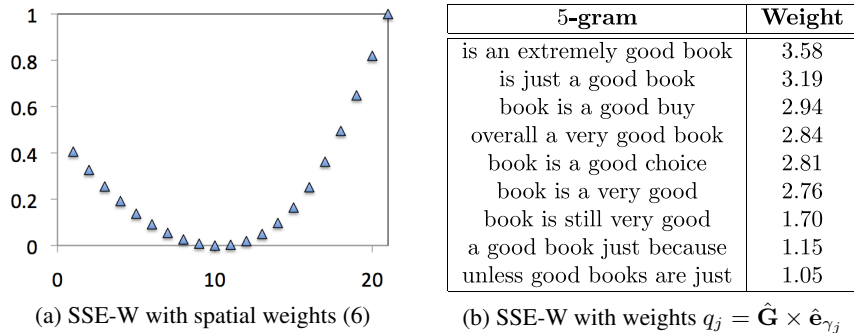 1
0.8
0.6
0.4
0.2
0
0
10
20
(a) SSE-W with spatial weights (6)
5-gram Weight
is an extremely good book 3.58
is just a good book 3.19
book is a good buy 2.94
overall a very good book 2.84
book is a good choice 2.81
book is a very good 2.76
book is still very good 1.70
a good book just because 1.15
unless good books are just 1.05
(b) SSE-W with weights q_j = Ĝ × ê_{γ_j}